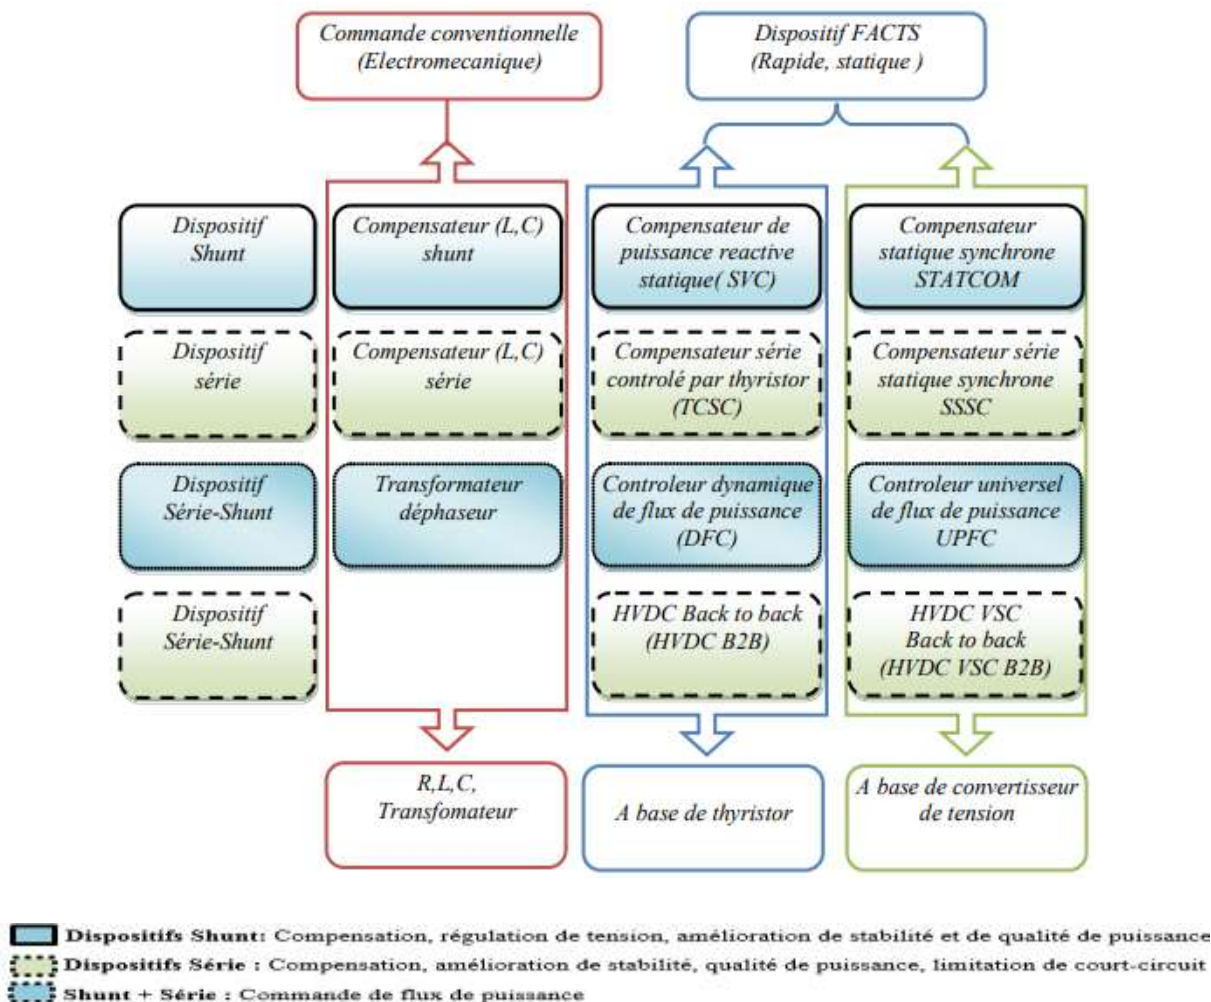 Commande conventionnelle
(Electromecanique)
Dispositif FACTS
(Rapide, statique )
Dispositif
Shunt
Compensateur (L,C)
shunt
Compensateur de
puissance reactive
statique( SVC)
Compensateur
statique synchrone
STATCOM
Dispositif
série
Compensateur (L,C)
série
Compensateur série
controlé par thyristor
(TCSC)
Compensateur série
statique synchrone
SSSC
Dispositif
Série-Shunt
Transformateur
déphaseur
Controleur dynamique
de flux de puissance
(DFC)
Controleur universel
de flux de puissance
UPFC
Dispositif
Série-Shunt
HVDC Back to back
(HVDC B2B)
HVDC VSC
Back to back
(HVDC VSC B2B)
R,L,C,
Transfomateur
A base de thyristor
A base de convertisseur
de tension
Dispositifs Shunt: Compensation, régulation de tension, amélioration de stabilité et de qualité de puissance
Dispositifs Série : Compensation, amélioration de stabilité, qualité de puissance, limitation de court-circuit
Shunt + Série : Commande de flux de puissance